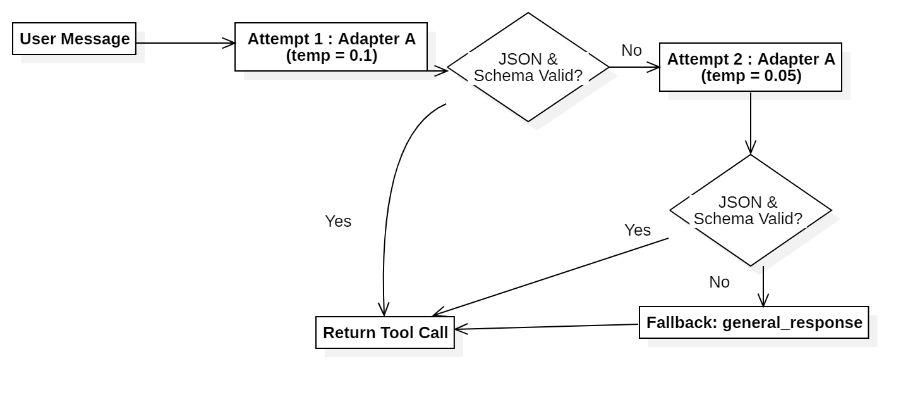 User Message
Attempt 1 : Adapter A
(temp = 0.1)
JSON &
Schema Valid?
No
Attempt 2 : Adapter A
(temp = 0.05)
JSON &
Schema Valid?
Yes
Yes
No
Return Tool Call
Fallback: general_response